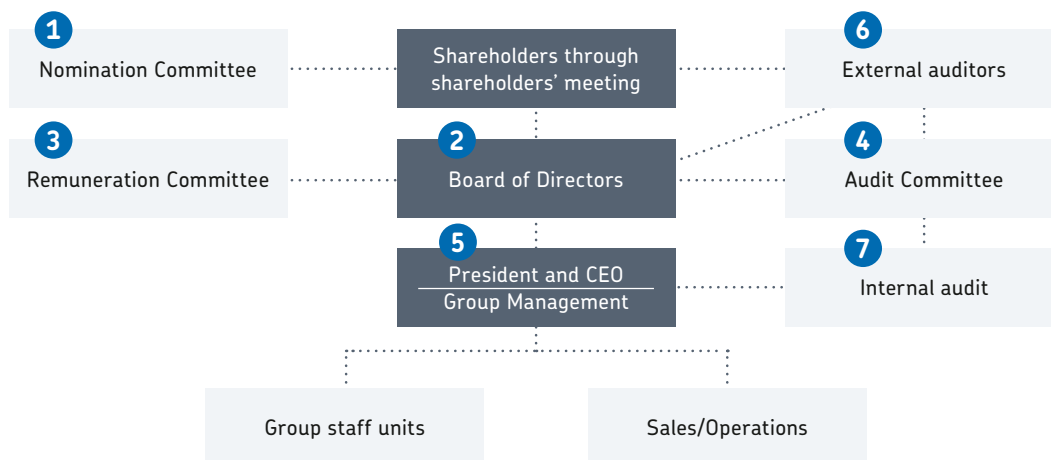 1
Nomination Committee
Shareholders through
shareholders’ meeting
6
External auditors
3
Remuneration Committee
2
Board of Directors
4
Audit Committee
5
President and CEO
Group Management
7
Internal audit
Group staff units
Sales/Operations